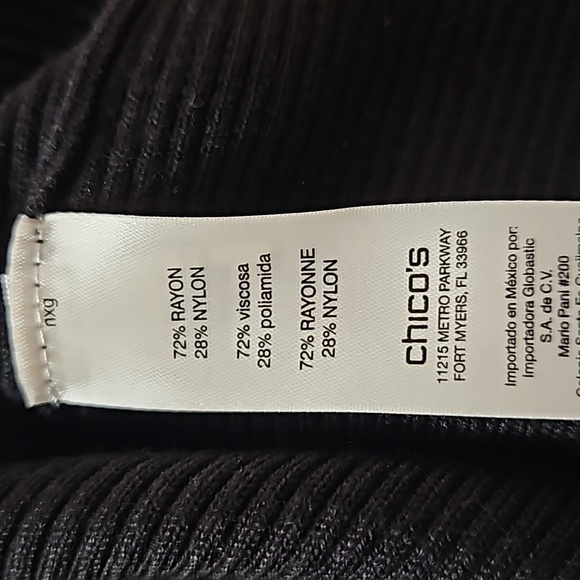 nxg
72% RAYON
28% NYLON
72% viscosa
28% poliamida
72% RAYONNE
28% NYLON
chico's
11215 METRO PARKWAY
FORT MYERS, FL 33966
Importado en México por:
Importadora Globastic
S.A. de C.V.
Mario Pani #200